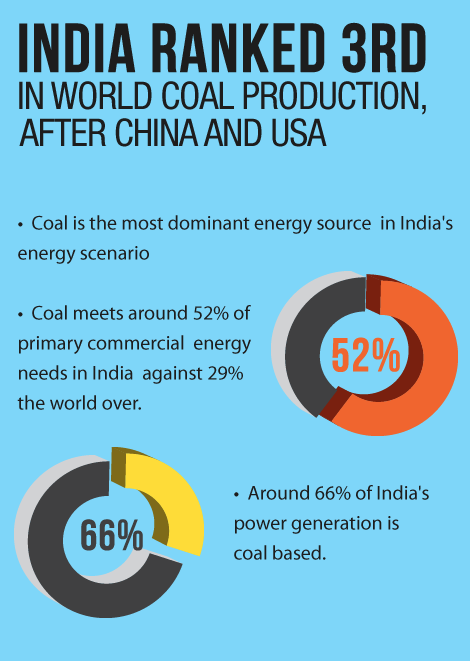 INDIA RANKED 3RD
IN WORLD COAL PRODUCTION,
AFTER CHINA AND USA
• Coal is the most dominant energy source in India's
energy scenario
• Coal meets around 52% of
primary commercial energy
needs in India against 29%
the world over.
52%
66%
• Around 66% of India's
power generation is
coal based.